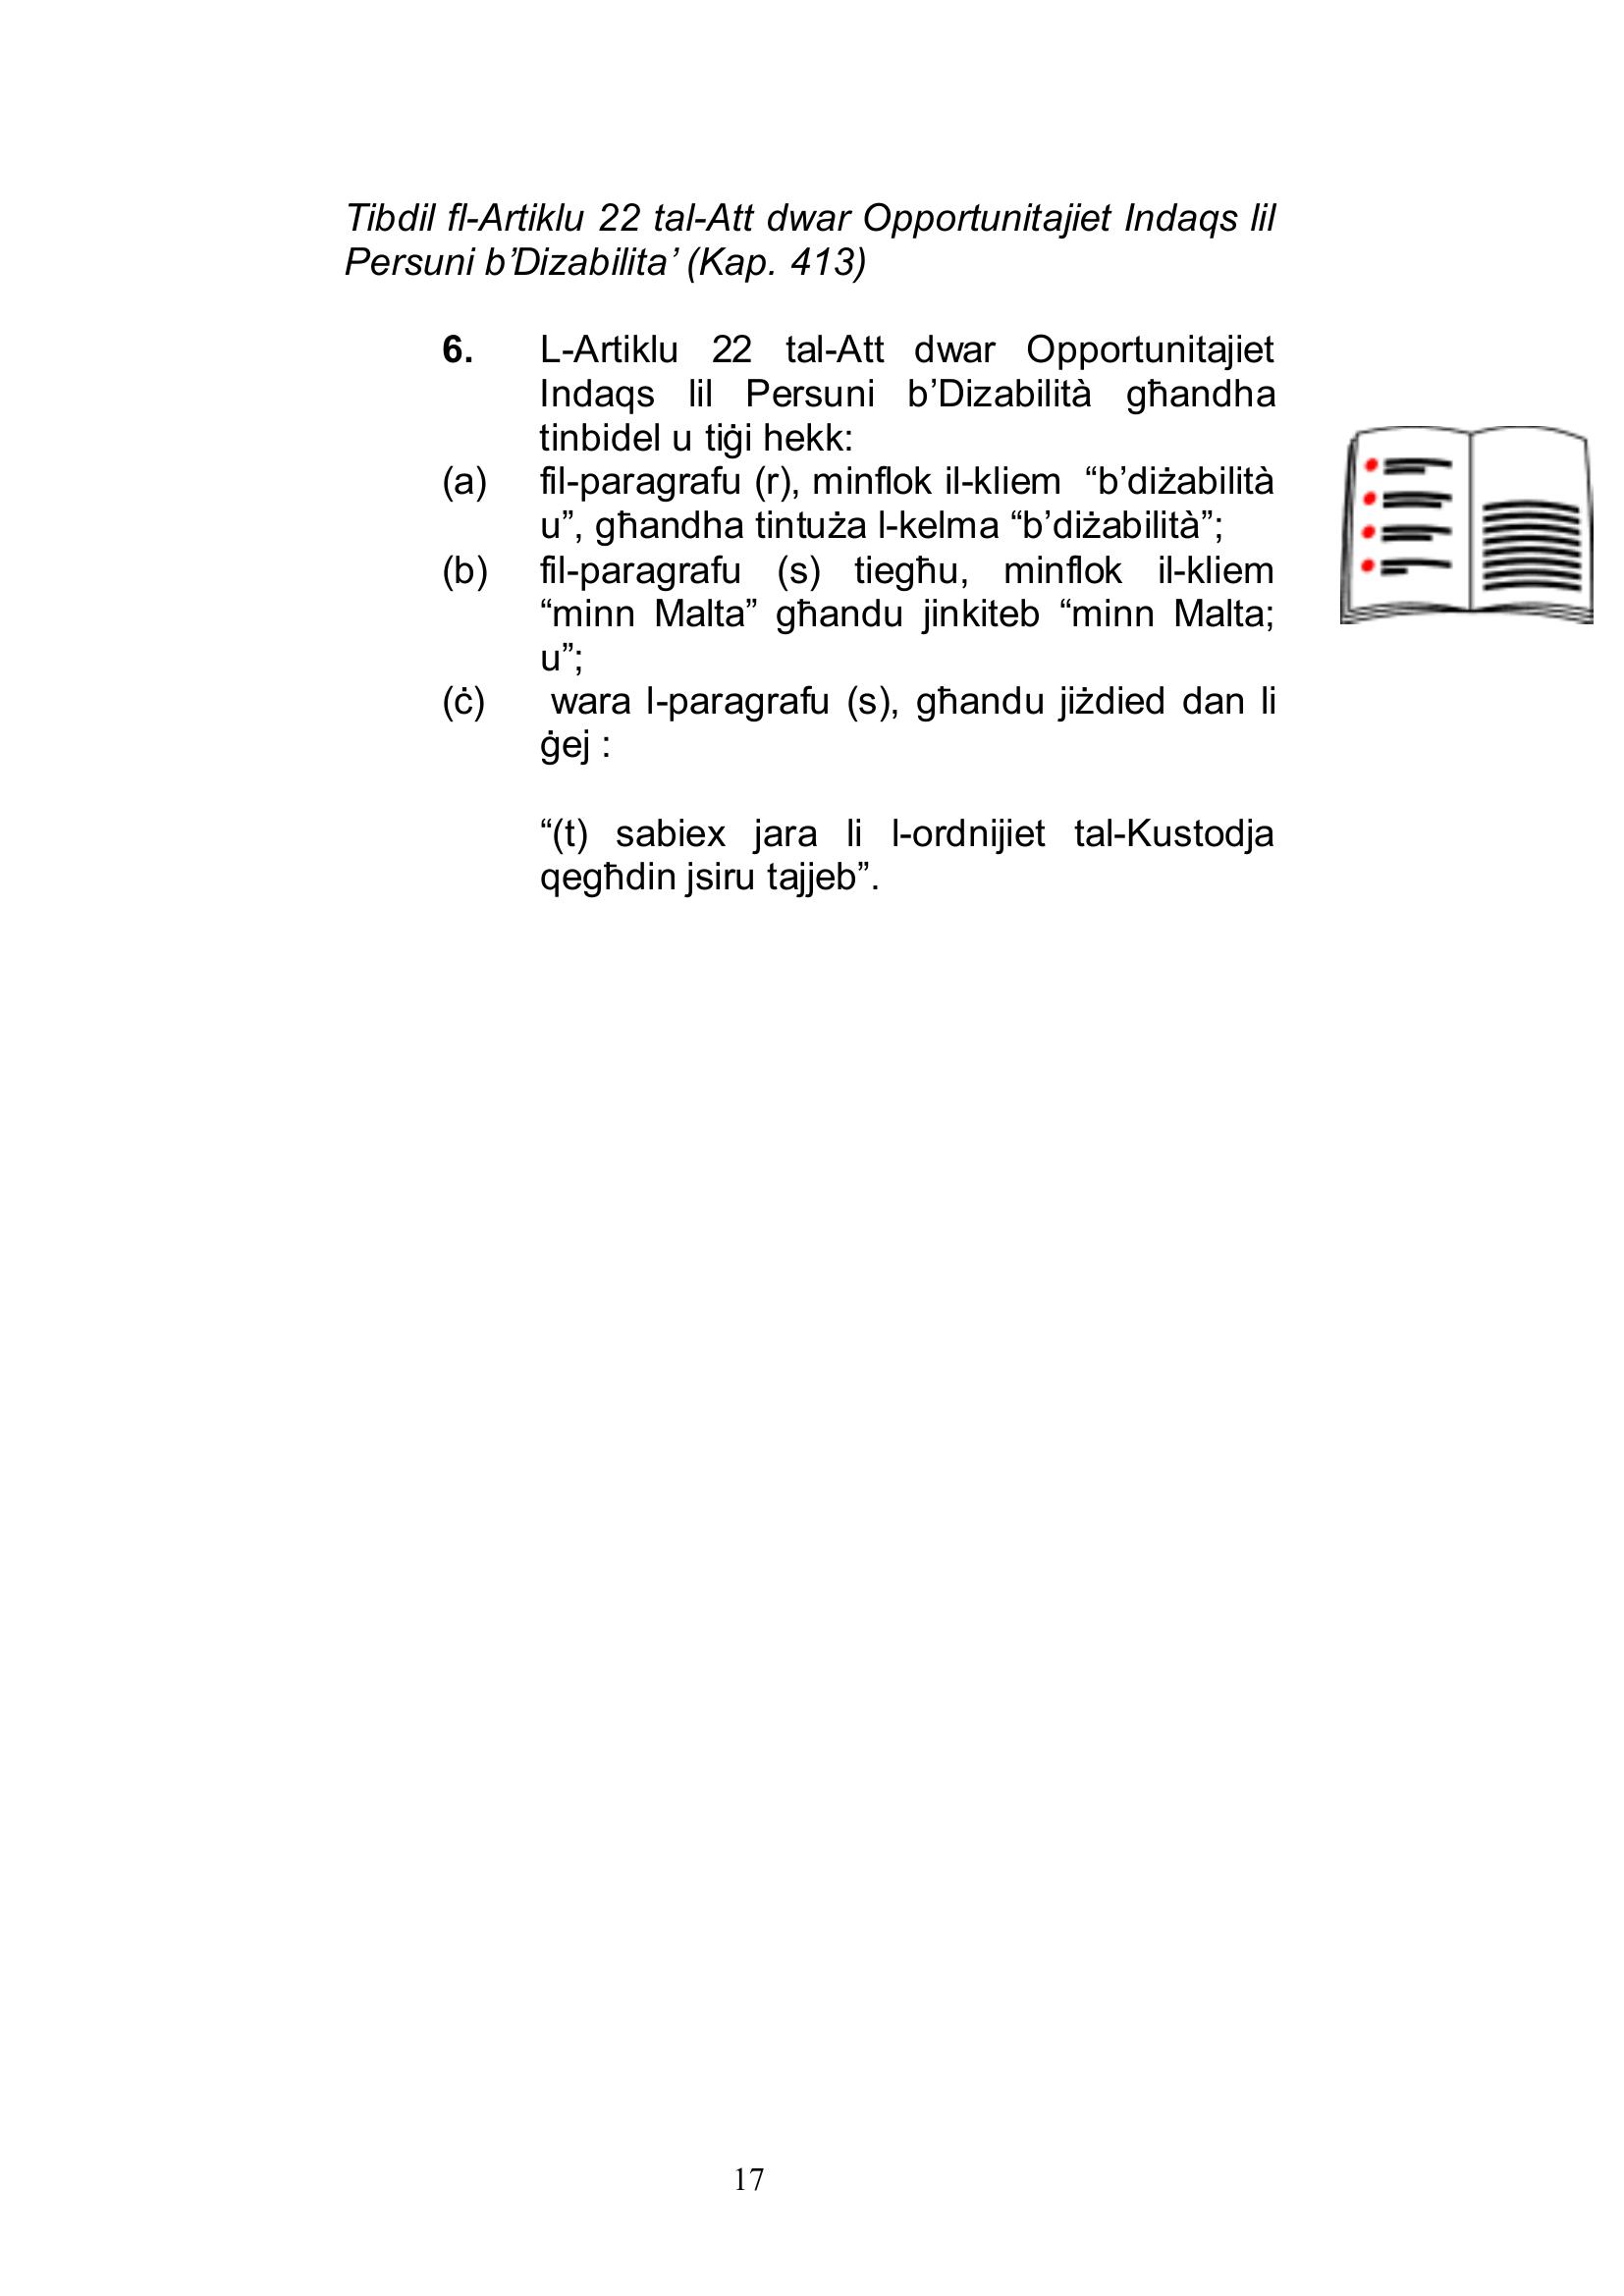 Tibdil fl-Artiklu 22 tal-Att dwar Opportunitajiet Indaqs lil
Persuni b’Dizabilita’ (Kap. 413)
6. L-Artiklu 22 tal-Att dwar Opportunitajiet
Indaqs lil Persuni b’Dizabilità għandha
tinbidel u tiġi hekk:
(a) fil-paragrafu (r), minflok il-kliem “b’diżabilità
u”, għandha tintuża l-kelma “b’diżabilità”;
(b) fil-paragrafu (s) tiegħu, minflok il-kliem
“minn Malta” għandu jinkiteb “minn Malta;
u”;
(ċ) wara l-paragrafu (s), għandu jiżdied dan li
ġej :
“(t) sabiex jara li l-ordnijiet tal-Kustodja
qegħdin jsiru tajjeb”.
17